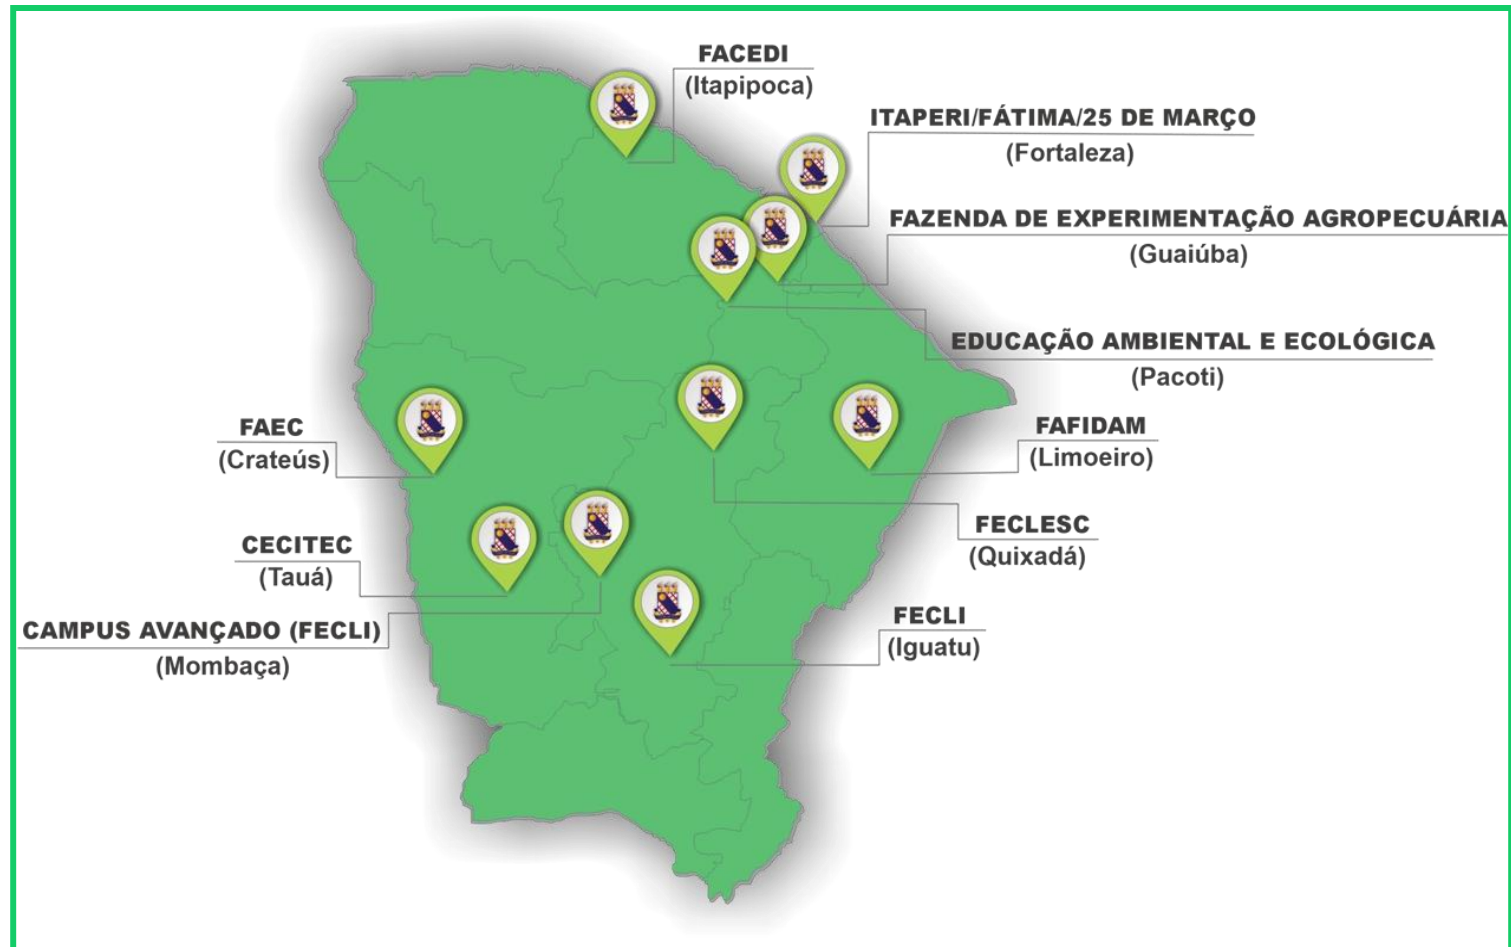 FACEDI
(Itapipoca)
ITAPERI/FÁTIMA/25 DE MARÇO
(Fortaleza)
FAZENDA DE EXPERIMENTAÇÃO AGROPECUÁRIA
(Guaiúba)
EDUCAÇÃO AMBIENTAL E ECOLÓGICA
(Pacoti)
FAEC
(Crateús)
FAFIDAM
(Limoeiro)
CECITEC
(Tauá)
FECLESC
(Quixadá)
CAMPUS AVANÇADO (FECLI)
(Mombaça)
FECLI
(Iguatu)